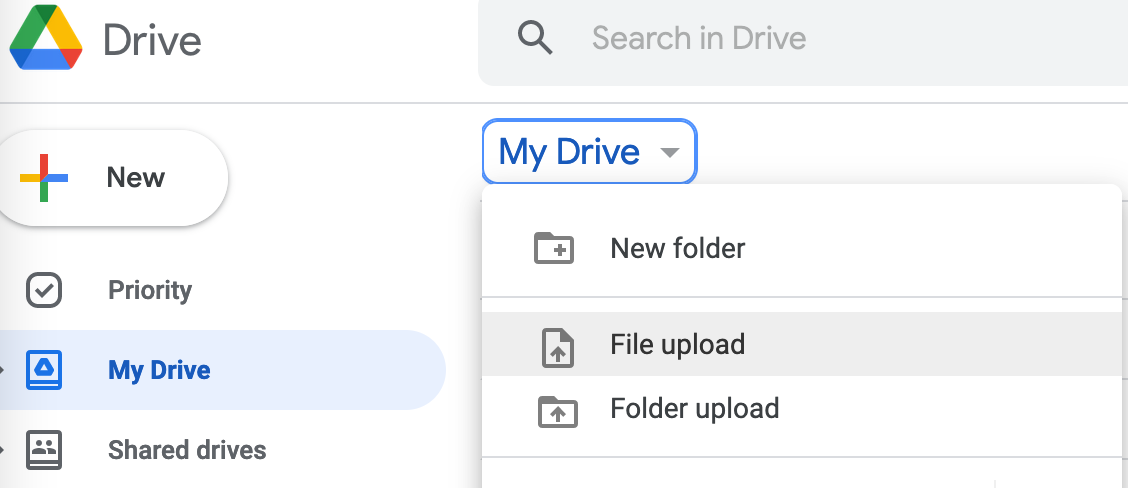 Drive
Search in Drive
My Drive
New
New folder
Priority
File upload
My Drive
Folder upload
Shared drives